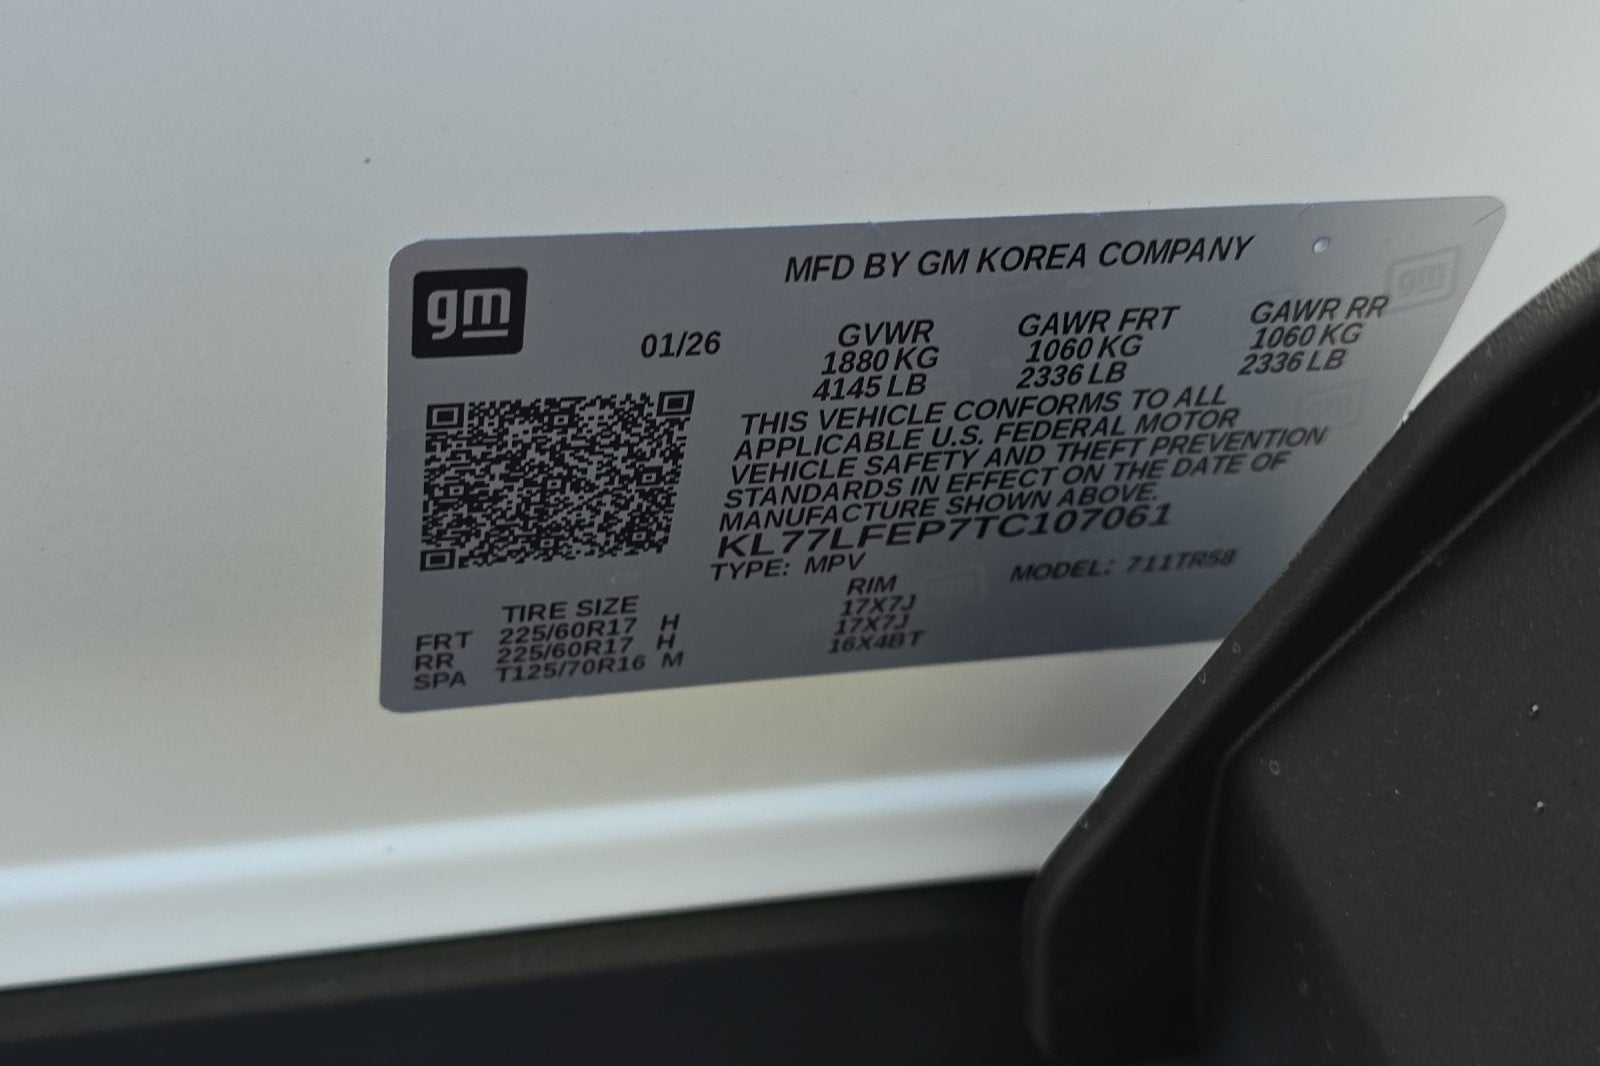 gm
MFD BY GM KOREA COMPANY
01/26
GVWR GAWR FRT GAWR RR
1880 KG 1060 KG 1060 KG
4145 LB 2336 LB 2336 LB
THIS VEHICLE CONFORMS TO ALL
APPLICABLE U.S. FEDERAL MOTOR
VEHICLE SAFETY AND THEFT PREVENTION
STANDARDS IN EFFECT ON THE DATE OF
MANUFACTURE SHOWN ABOVE.
KL77LFEP7TC107061
TYPE: MPV MODEL: 711TR58
TIRE SIZE RIM
FRT 225/60R17 H 17X7J
RR 225/60R17 H 17X7J
SPA T125/70R16 M 16X4BT